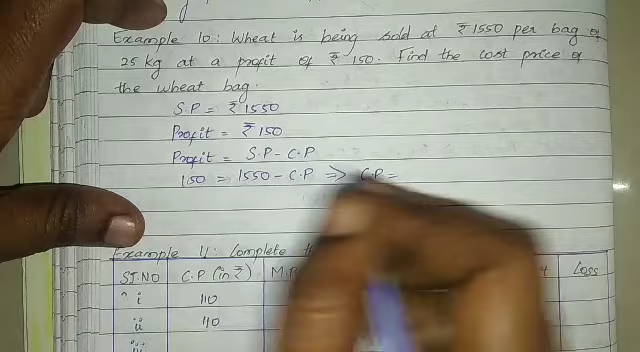 Example 10: Wheat is being sold at ₹1550 per bag of
25 kg at a profit of ₹ 150. Find the cost price of
the wheat bag.
S.P = ₹1550
Profit = ₹150
Profit = S.P - C.P
150 = 1550 - C.P ⇒ C.P =
Example 11: Complete
Sr.NO C.P (in ₹) M.P Loss
i 110
ii 110
iii